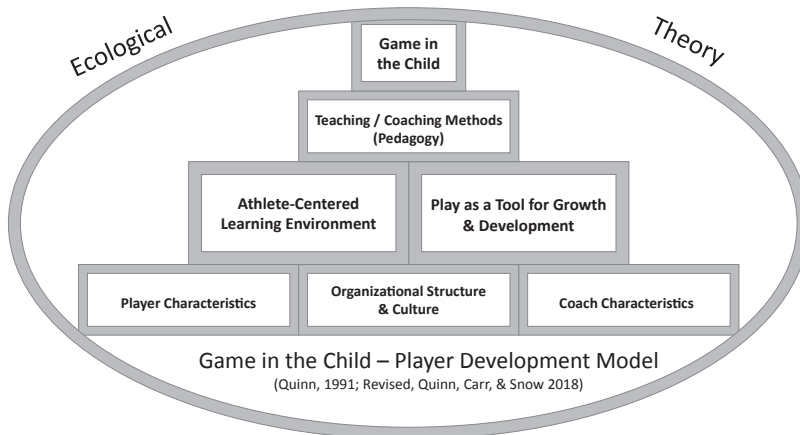 Ecological
Theory
Game in
the Child
Teaching / Coaching Methods
(Pedagogy)
Athlete-Centered
Learning Environment
Play as a Tool for Growth
& Development
Player Characteristics
Organizational Structure
& Culture
Coach Characteristics
Game in the Child – Player Development Model
(Quinn, 1991; Revised, Quinn, Carr, & Snow 2018)